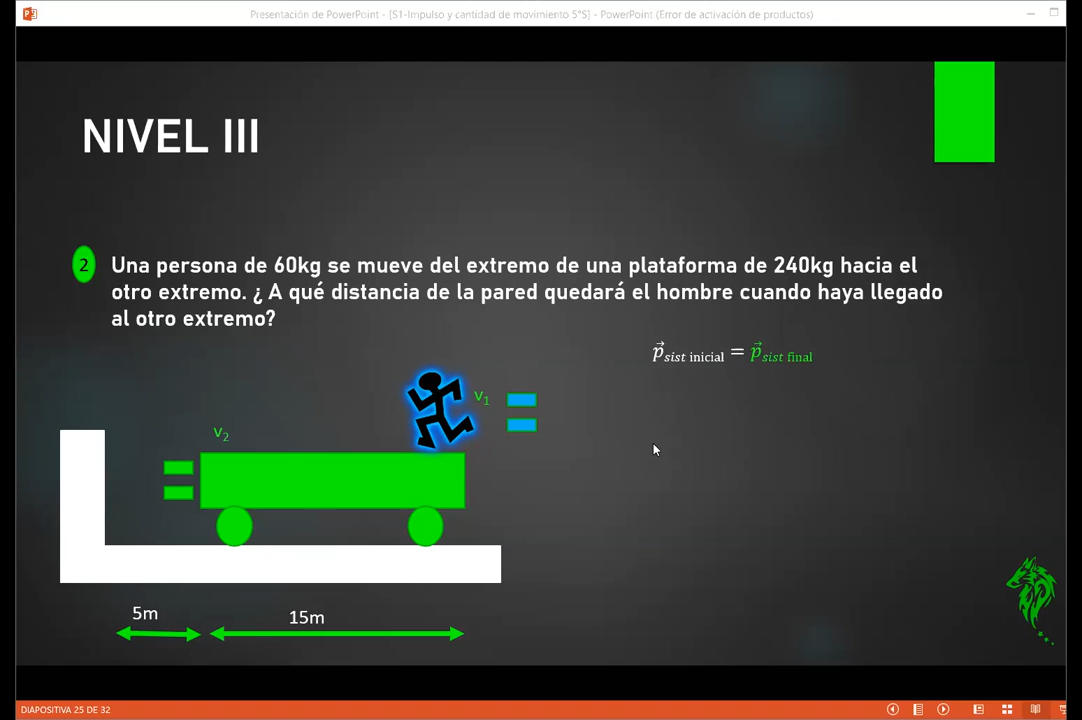 Presentación de PowerPoint - [S1-Impulso y cantidad de movimiento 5°S] - PowerPoint (Error de activación de productos)
NIVEL III
2 Una persona de 60kg se mueve del extremo de una plataforma de 240kg hacia el
otro extremo. ¿ A qué distancia de la pared quedará el hombre cuando haya llegado
al otro extremo?
p⃗sist inicial = p⃗sist final
v1
v2
5m
15m
DIAPOSITIVA 25 DE 32